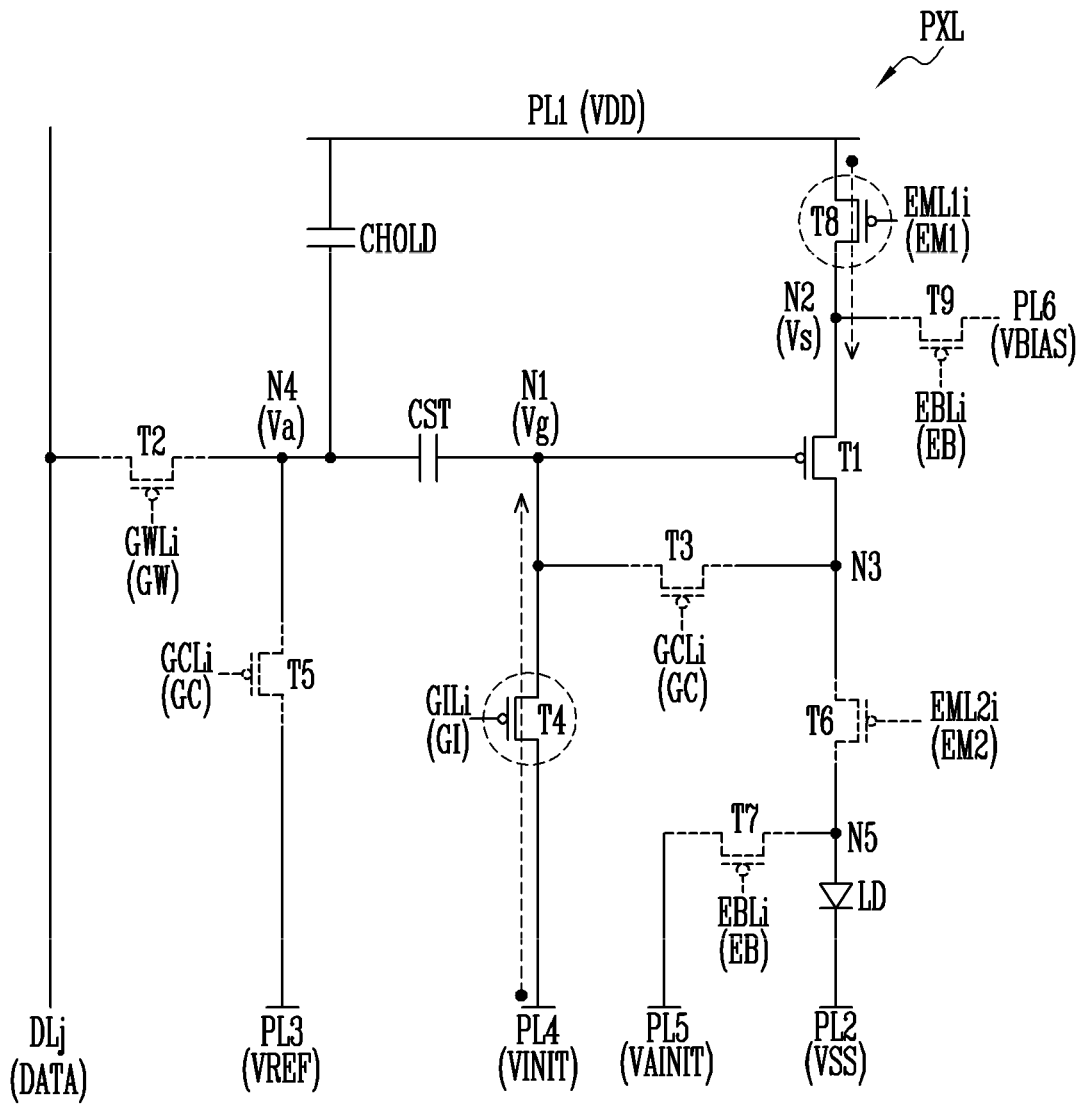 PXL
PL1 (VDD)
CHOLD
T8
EML1i
(EM1)
N2
(Vs)
T9
PL6
(VBIAS)
EBLi
(EB)
N4
(Va)
CST
N1
(Vg)
T2
T1
GWLi
(GW)
T3
N3
GCLi
(GC)
T5
GCLi
(GC)
GILi
(GI)
T4
T6
EML2i
(EM2)
T7
N5
EBLi
(EB)
LD
DLj
(DATA)
PL3
(VREF)
PL4
(VINIT)
PL5
(VAINIT)
PL2
(VSS)